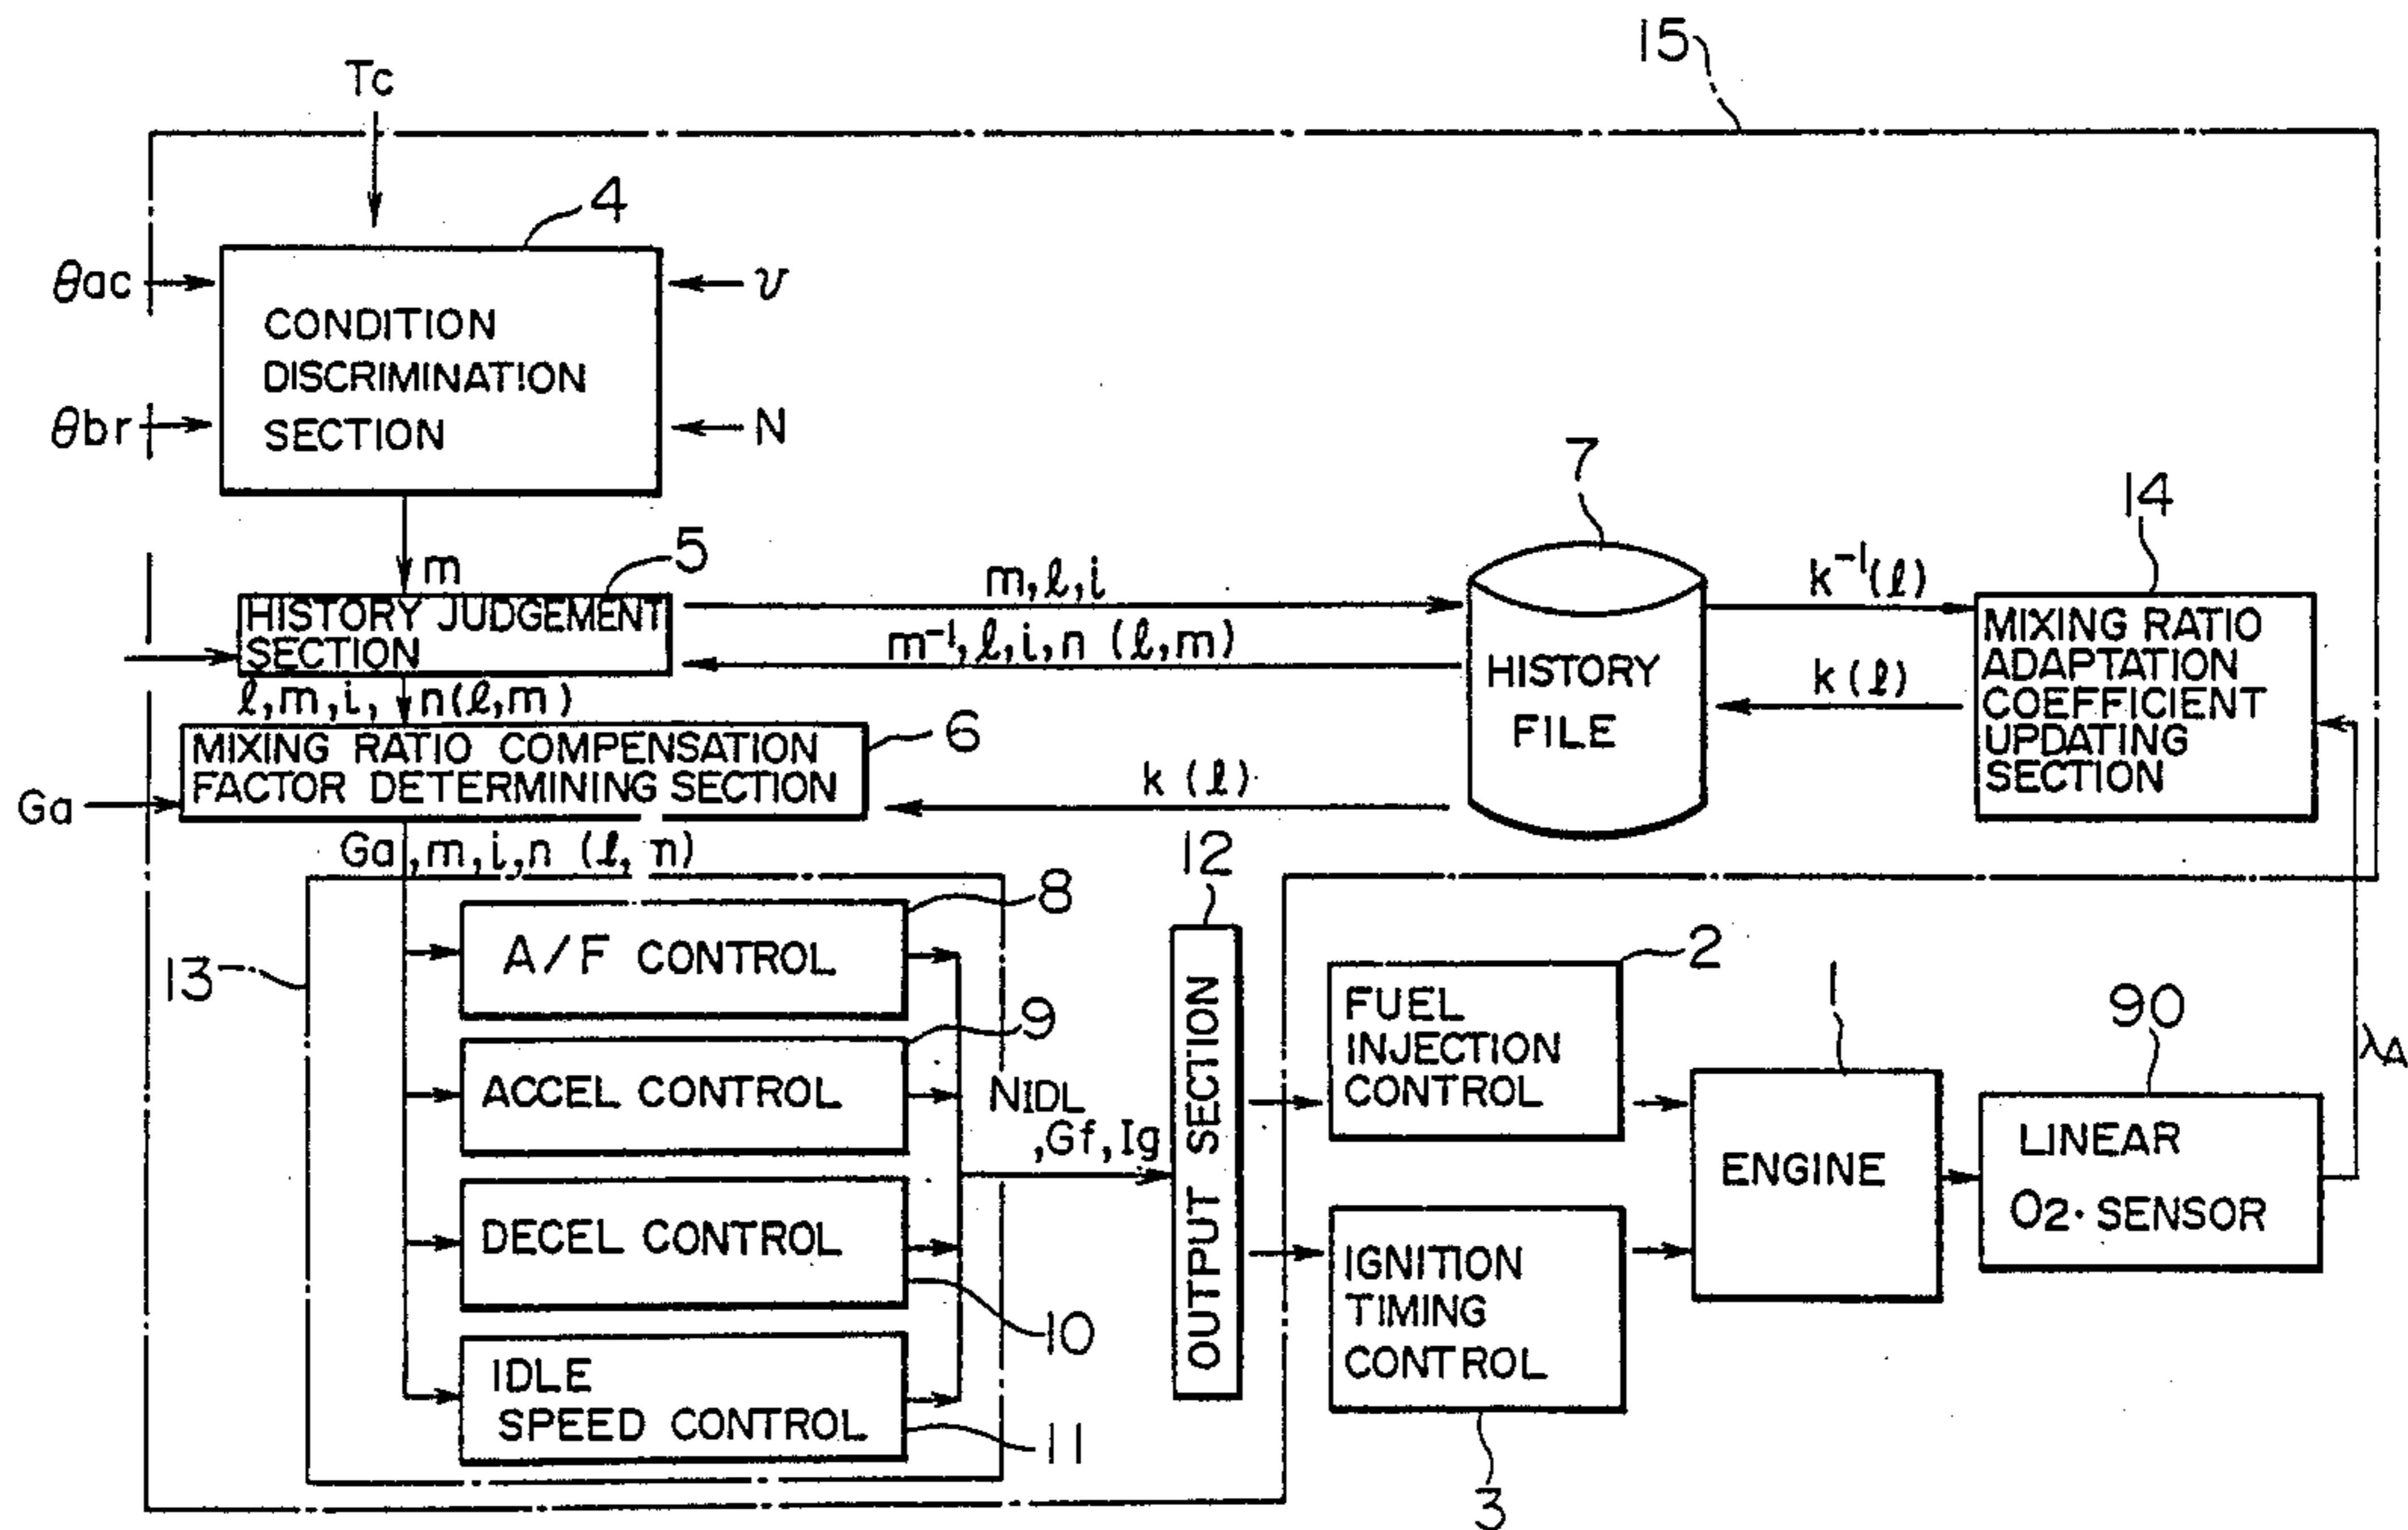 15
Tc
4
θac
v
CONDITION
DISCRIMINATION
SECTION
θbr
N
7
14
m
5
HISTORY JUDGEMENT
SECTION
m,ℓ,i
m⁻¹,ℓ,i,n (ℓ,m)
HISTORY
FILE
k⁻¹(ℓ)
k(ℓ)
MIXING RATIO
ADAPTATION
COEFFICIENT
UPDATING
SECTION
ℓ,m,i, n(ℓ,m)
MIXING RATIO COMPENSATION
FACTOR DETERMINING SECTION
6
Ga
k (ℓ)
Ga,m,i,n (ℓ, n)
12
8
A/F CONTROL
13
9
ACCEL CONTROL
NIDL
,Gf,Ig
DECEL CONTROL
10
IDLE
SPEED CONTROL
11
OUTPUT SECTION
2
FUEL
INJECTION
CONTROL
1
ENGINE
90
LINEAR
O2· SENSOR
λA
IGNITION
TIMING
CONTROL
3